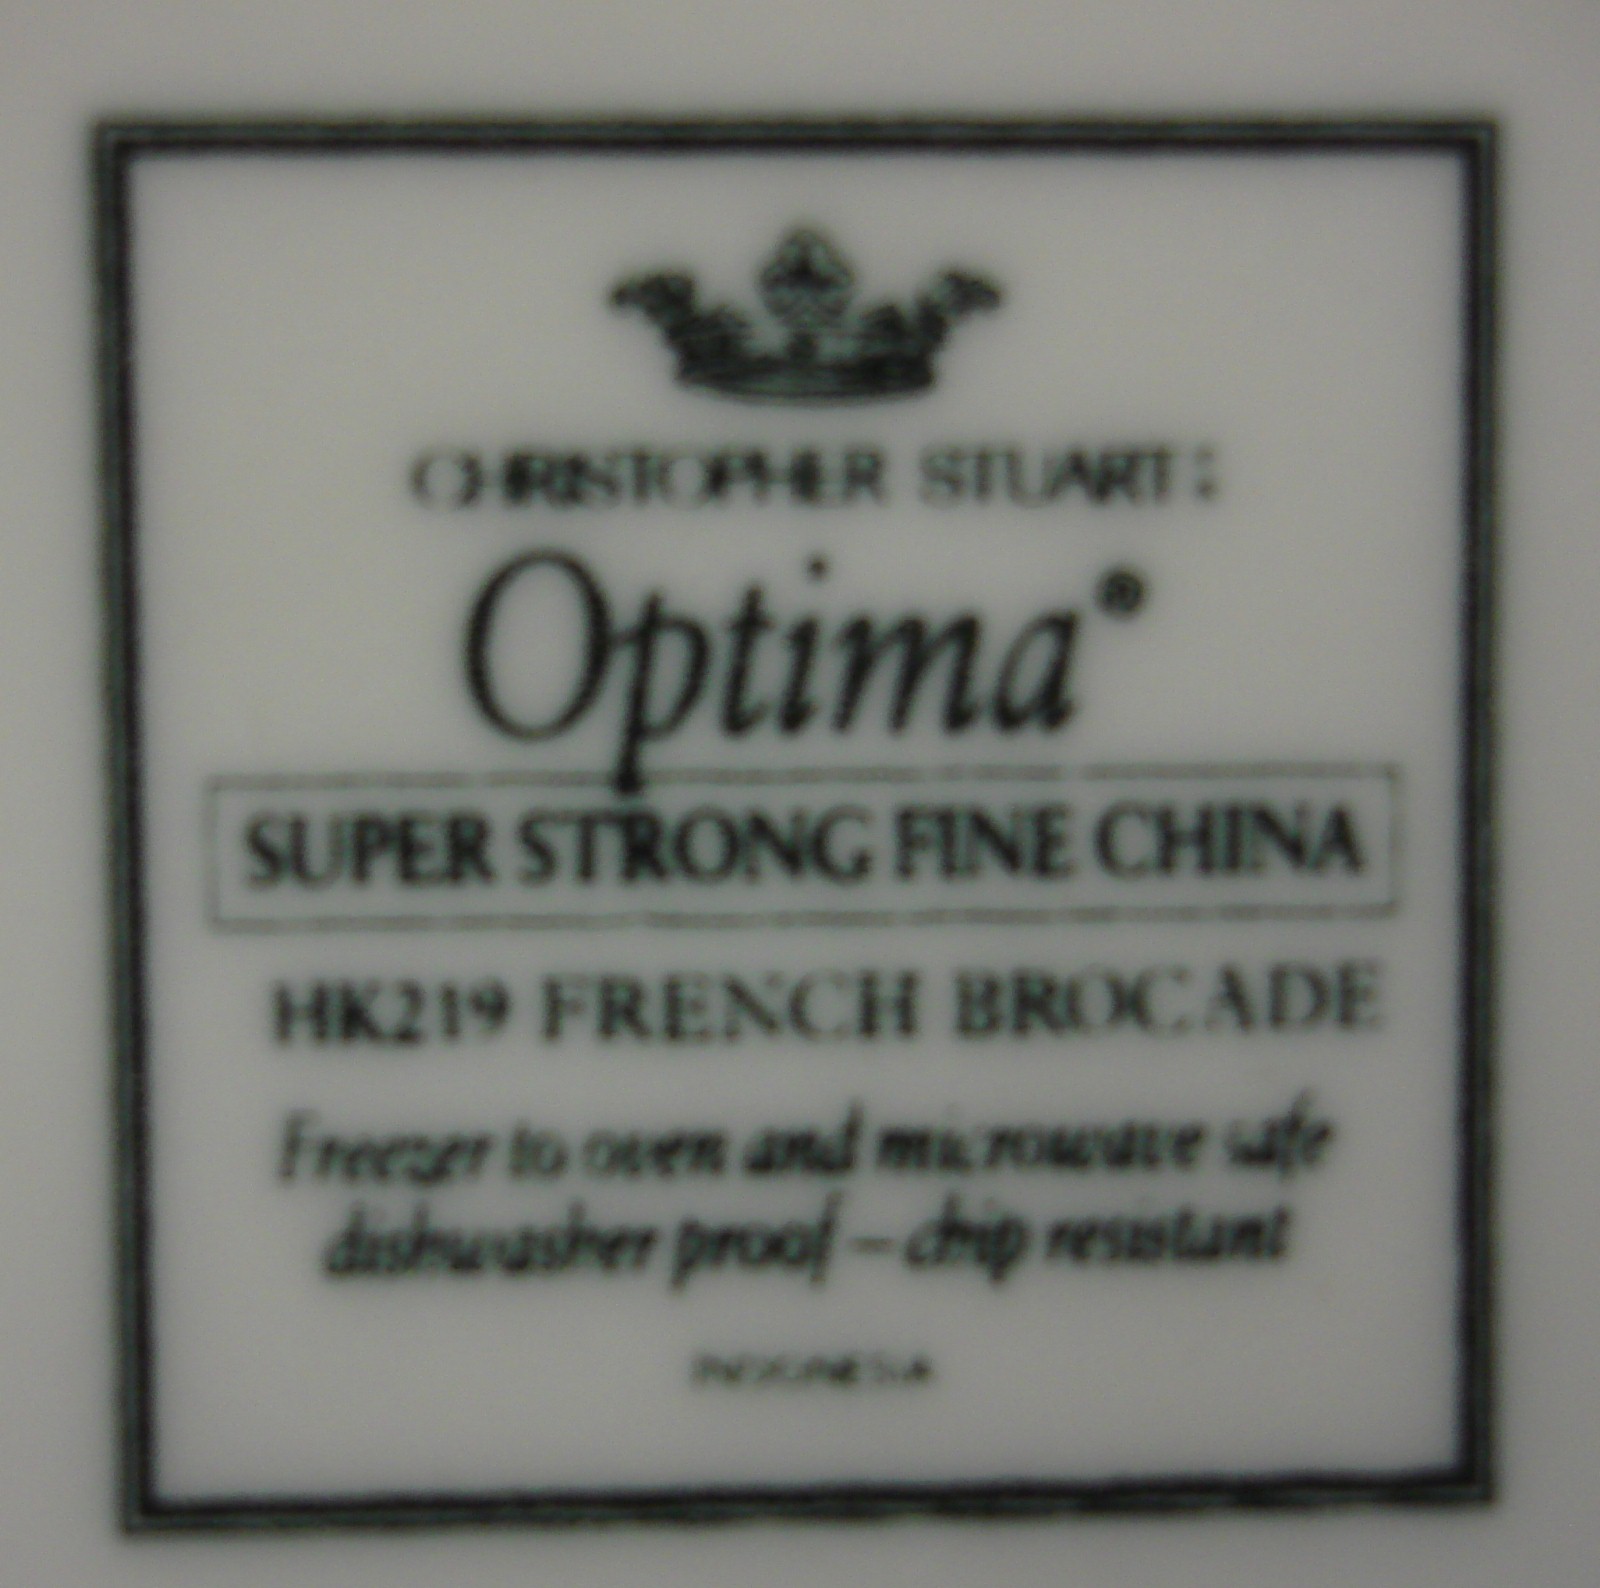 CHRISTOPHER STUART:
Optima®
SUPER STRONG FINE CHINA
HK219 FRENCH BROCADE
Freezer to oven and microwave safe
dishwasher proof – chip resistant
INDONESIA